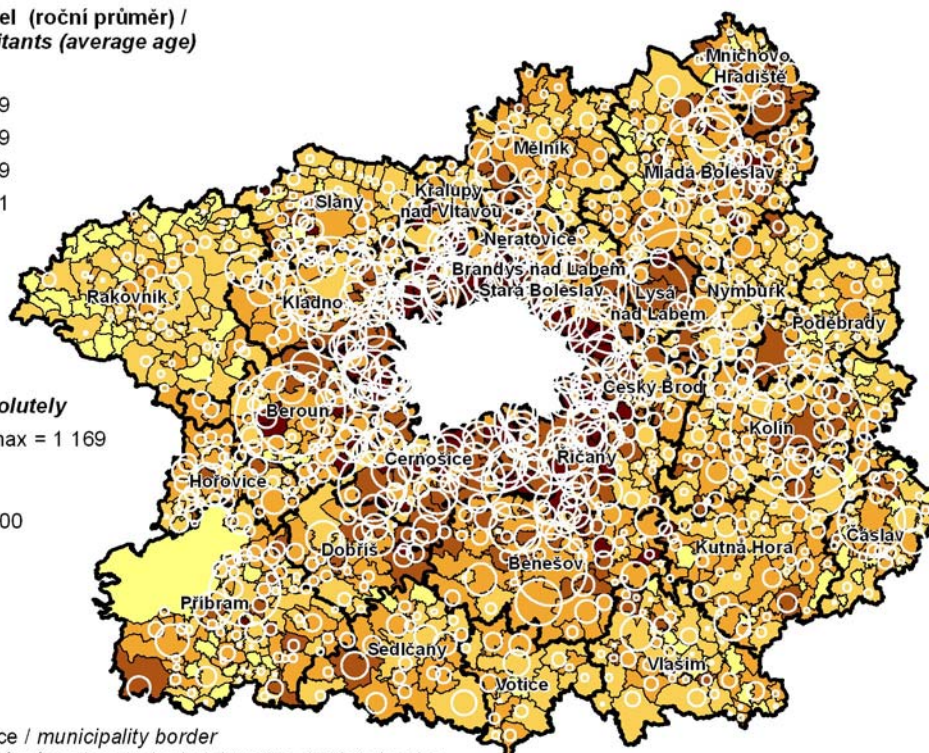 el (roční průměr) /
itants (average age)
9
9
9
1
Mnichovo
Hradiště
Mělník
Mladá Boleslav
Slaný
Kralupy
nad Vltavou
Neratovice
Brandýs nad Labem
Stará Boleslav
Rakovník
Kladno
Lysá
nad Labem
Nymburk
Poděbrady
Český Brod
olutely
max = 1 169
Beroun
Kolín
Černošice
Říčany
Hořovice
00
Čáslav
Kutná Hora
Dobříš
Benešov
Příbram
Sedlčany
Vlašim
Votice
ce / municipality border